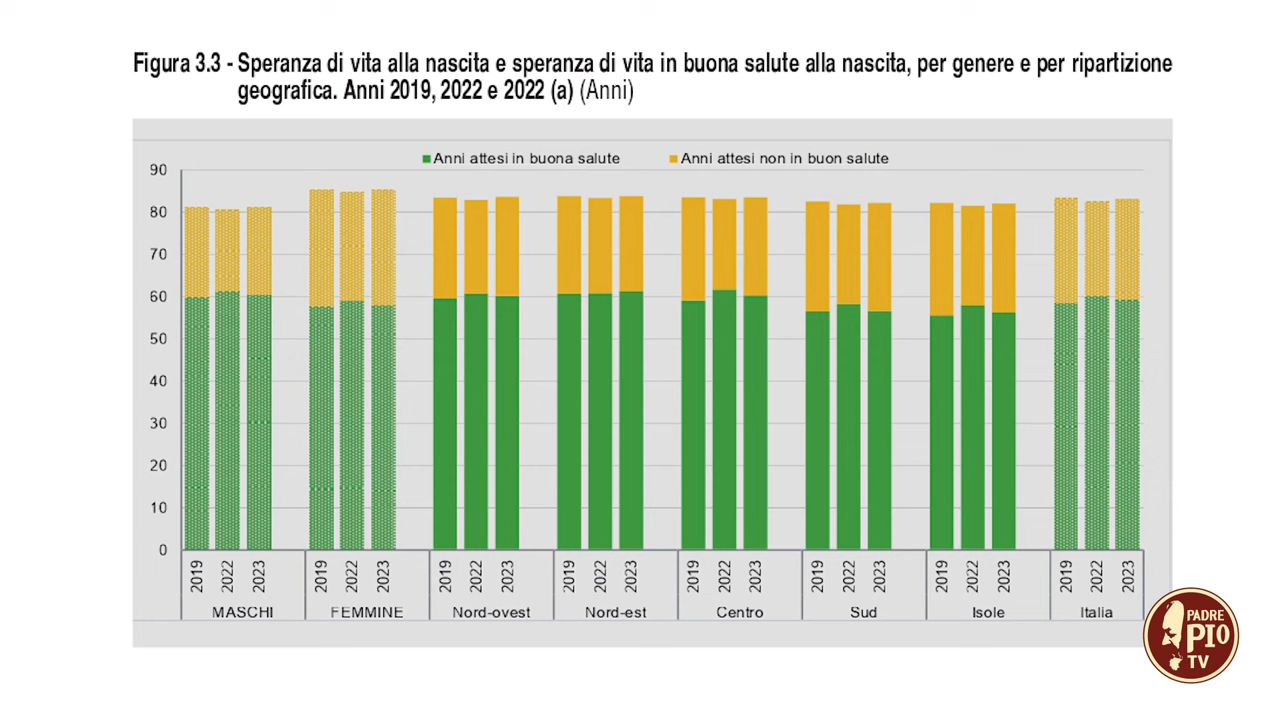 Figura 3.3 - Speranza di vita alla nascita e speranza di vita in buona salute alla nascita, per genere e per ripartizione
geografica. Anni 2019, 2022 e 2022 (a) (Anni)
Anni attesi in buona salute
Anni attesi non in buon salute
90
80
70
60
50
40
30
20
10
0
2019 2022 2023 2019 2022 2023 2019 2022 2023 2019 2022 2023 2019 2022 2023 2019 2022 2023 2019 2022 2023 2019 2022 2023
MASCHI FEMMINE Nord-ovest Nord-est Centro Sud Isole Italia
PADRE
PIO
TV